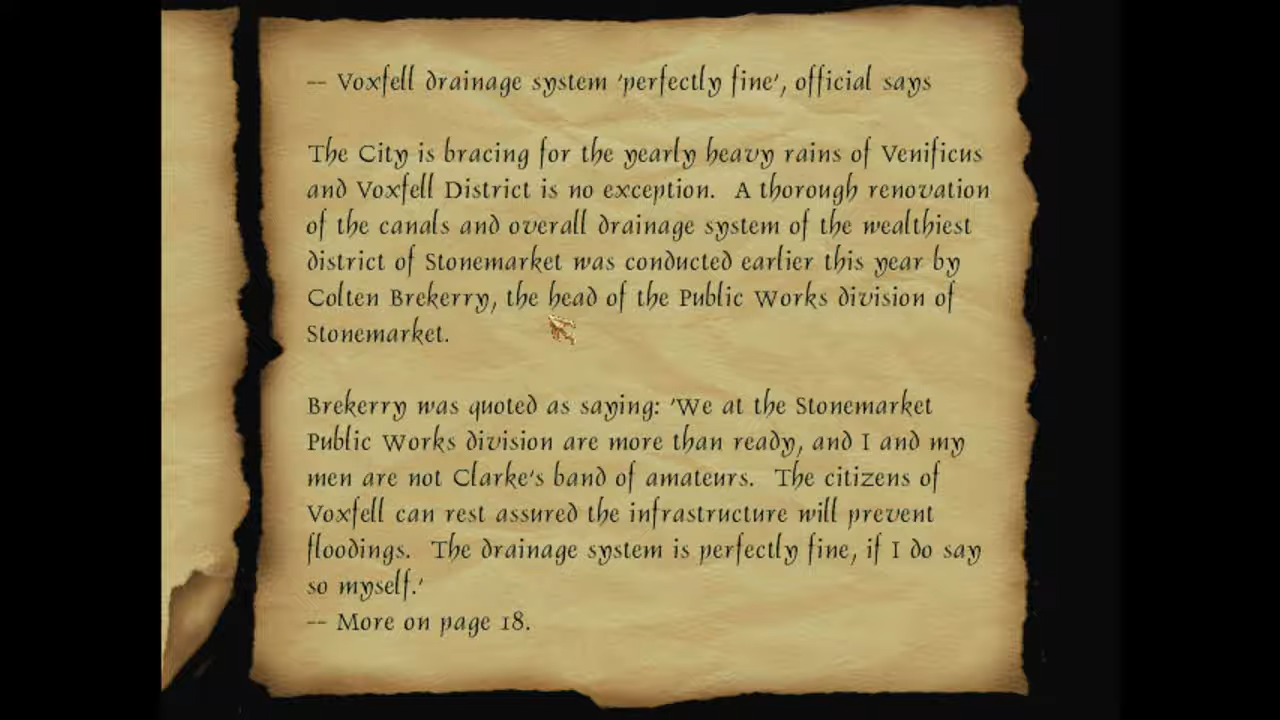 -- Voxfell drainage system 'perfectly fine', official says
The City is bracing for the yearly heavy rains of Venificus
and Voxfell District is no exception.  A thorough renovation
of the canals and overall drainage system of the wealthiest
district of Stonemarket was conducted earlier this year by
Colten Brekerry, the head of the Public Works division of
Stonemarket.
Brekerry was quoted as saying: 'We at the Stonemarket
Public Works division are more than ready, and I and my
men are not Clarke's band of amateurs.  The citizens of
Voxfell can rest assured the infrastructure will prevent
floodings.  The drainage system is perfectly fine, if I do say
so myself.'
-- More on page 18.